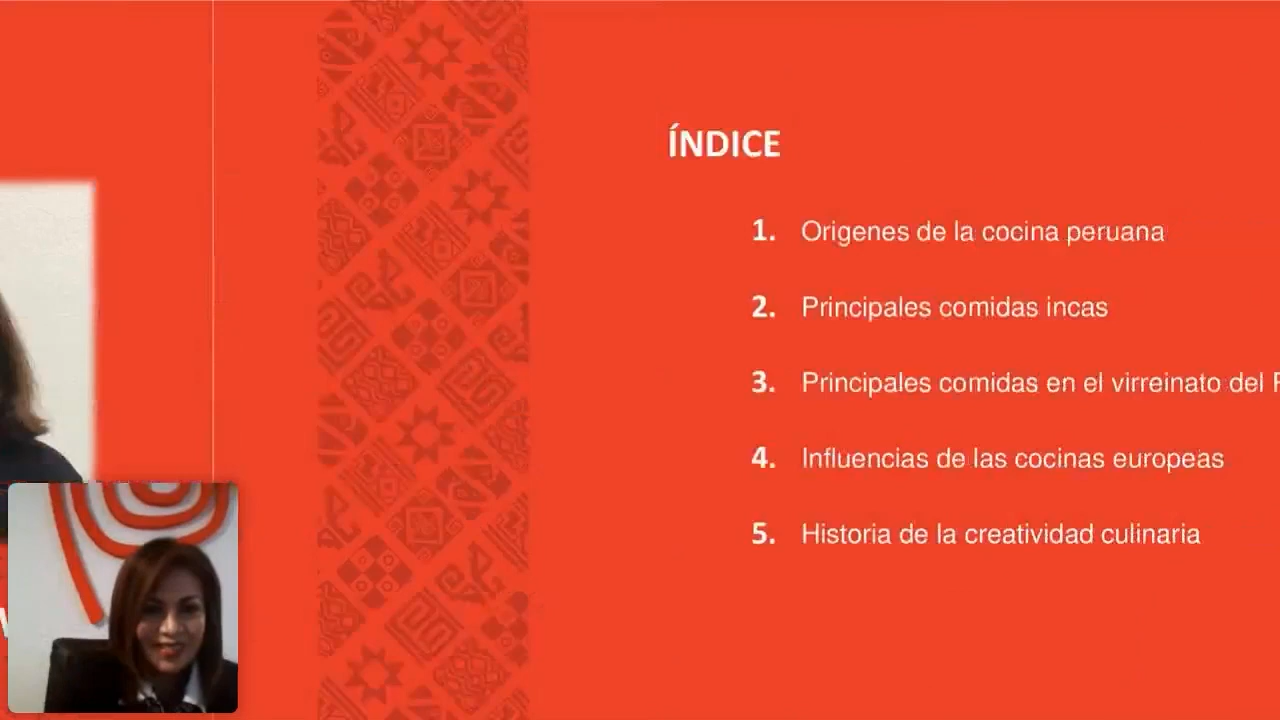 ÍNDICE
1. Origenes de la cocina peruana
2. Principales comidas incas
3. Principales comidas en el virreinato del
4. Influencias de las cocinas europeas
5. Historia de la creatividad culinaria